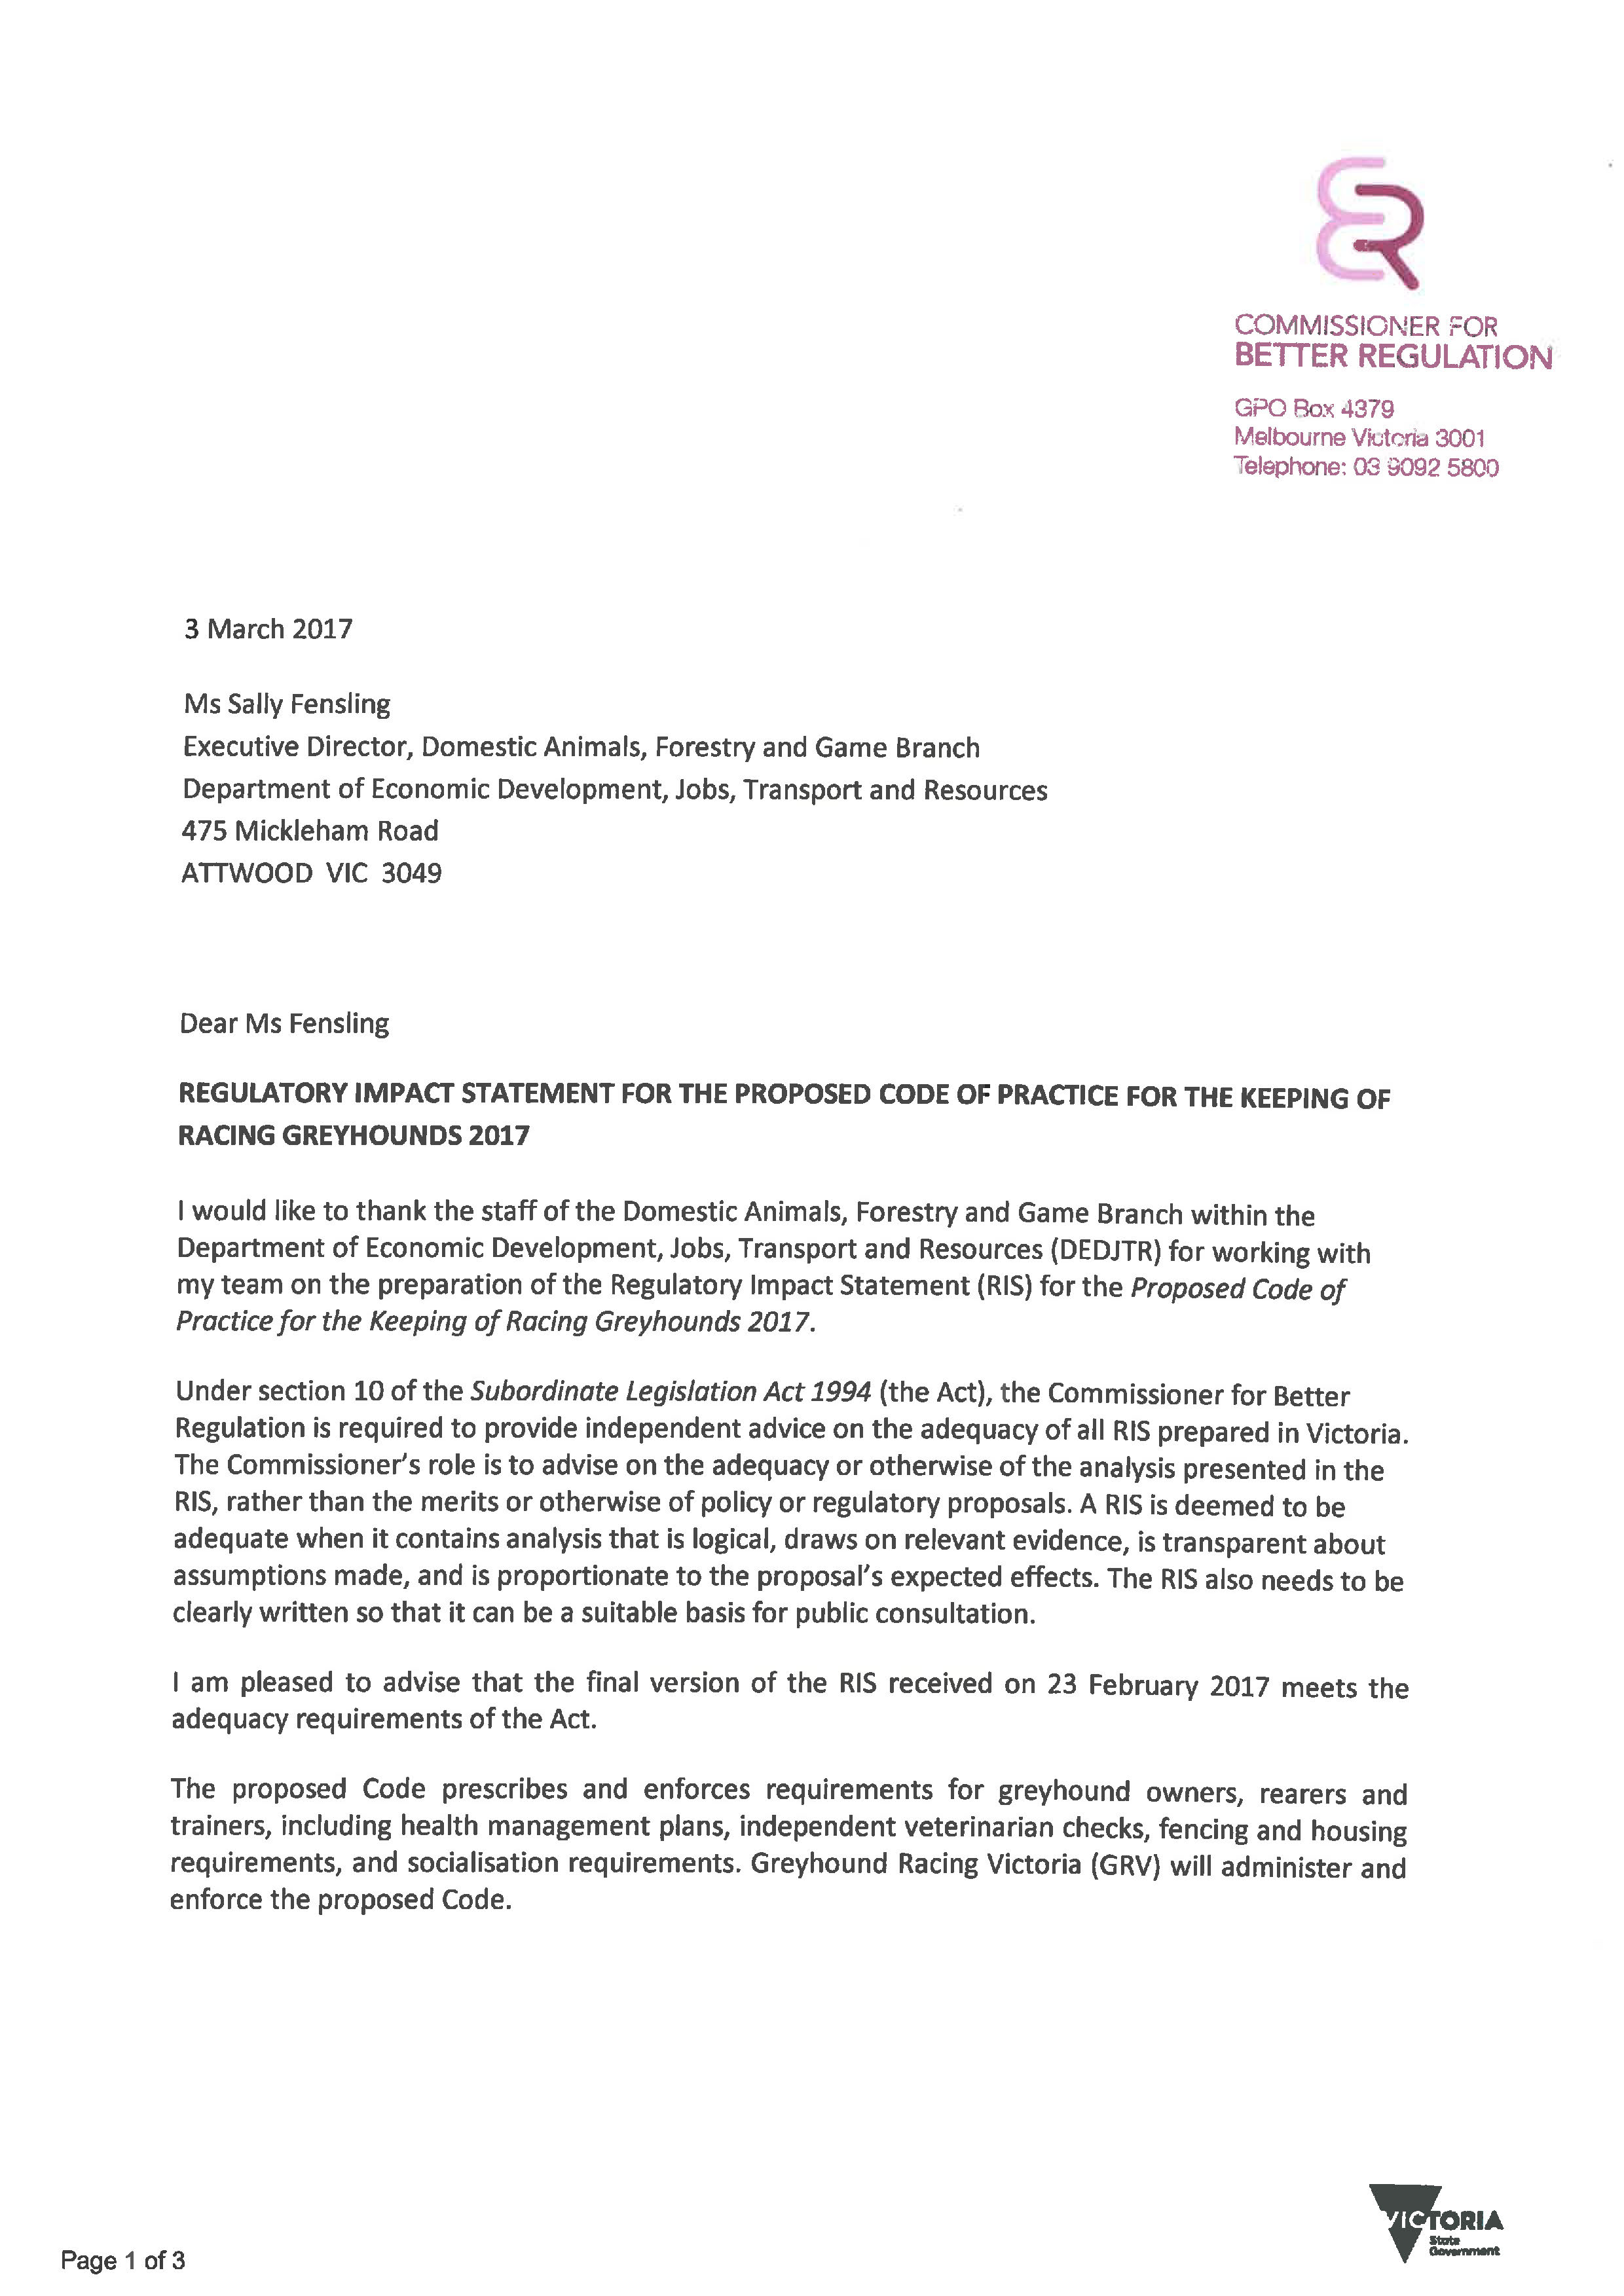 COMMISSIONER FOR
BETTER REGULATION
GPO Box 4379
Melbourne Victoria 3001
Telephone: 03 9092 5800
3 March 2017
Ms Sally Fensling
Executive Director, Domestic Animals, Forestry and Game Branch
Department of Economic Development, Jobs, Transport and Resources
475 Mickleham Road
ATTWOOD VIC 3049
Dear Ms Fensling
REGULATORY IMPACT STATEMENT FOR THE PROPOSED CODE OF PRACTICE FOR THE KEEPING OF
RACING GREYHOUNDS 2017
I would like to thank the staff of the Domestic Animals, Forestry and Game Branch within the
Department of Economic Development, Jobs, Transport and Resources (DEDJTR) for working with
my team on the preparation of the Regulatory Impact Statement (RIS) for the Proposed Code of
Practice for the Keeping of Racing Greyhounds 2017.
Under section 10 of the Subordinate Legislation Act 1994 (the Act), the Commissioner for Better
Regulation is required to provide independent advice on the adequacy of all RIS prepared in Victoria.
The Commissioner's role is to advise on the adequacy or otherwise of the analysis presented in the
RIS, rather than the merits or otherwise of policy or regulatory proposals. A RIS is deemed to be
adequate when it contains analysis that is logical, draws on relevant evidence, is transparent about
assumptions made, and is proportionate to the proposal's expected effects. The RIS also needs to be
clearly written so that it can be a suitable basis for public consultation.
I am pleased to advise that the final version of the RIS received on 23 February 2017 meets the
adequacy requirements of the Act.
The proposed Code prescribes and enforces requirements for greyhound owners, rearers and
trainers, including health management plans, independent veterinarian checks, fencing and housing
requirements, and socialisation requirements. Greyhound Racing Victoria (GRV) will administer and
enforce the proposed Code.
VICTORIA
State
Government
Page 1 of 3